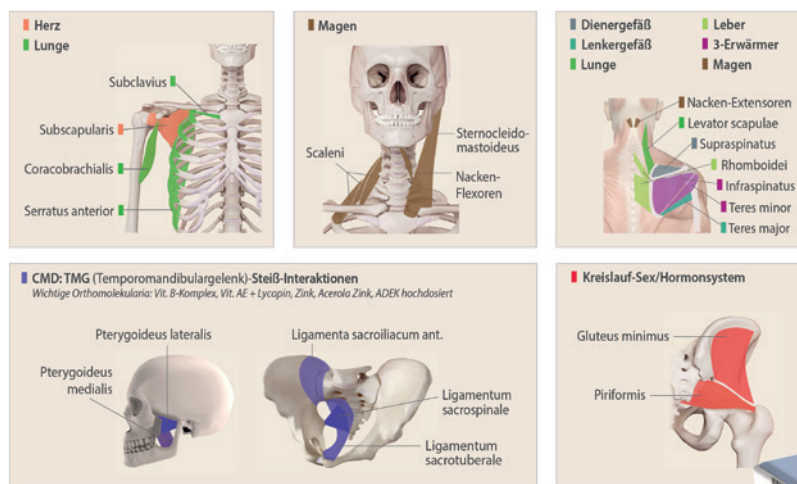 Herz
Lunge
Subclavius
Subscapularis
Coracobrachialis
Serratus anterior
Magen
Scaleni
Sternocleido-
mastoideus
Nacken-
Flexoren
Dienergefäß
Lenkergefäß
Lunge
Leber
3-Erwärmer
Magen
Nacken-Extensoren
Levator scapulae
Supraspinatus
Rhomboidei
Infraspinatus
Teres minor
Teres major
CMD: TMG (Temporomandibulargelenk)-Steiß-Interaktionen
Wichtige Orthomolekularia: Vit. B-Komplex, Vit. AE + Lycopin, Zink, Acerola Zink, ADEK hochdosiert
Pterygoideus lateralis
Pterygoideus
medialis
Ligamenta sacroiliacum ant.
Ligamentum
sacrospinale
Ligamentum
sacrotuberale
Kreislauf-Sex/Hormonsystem
Gluteus minimus
Piriformis